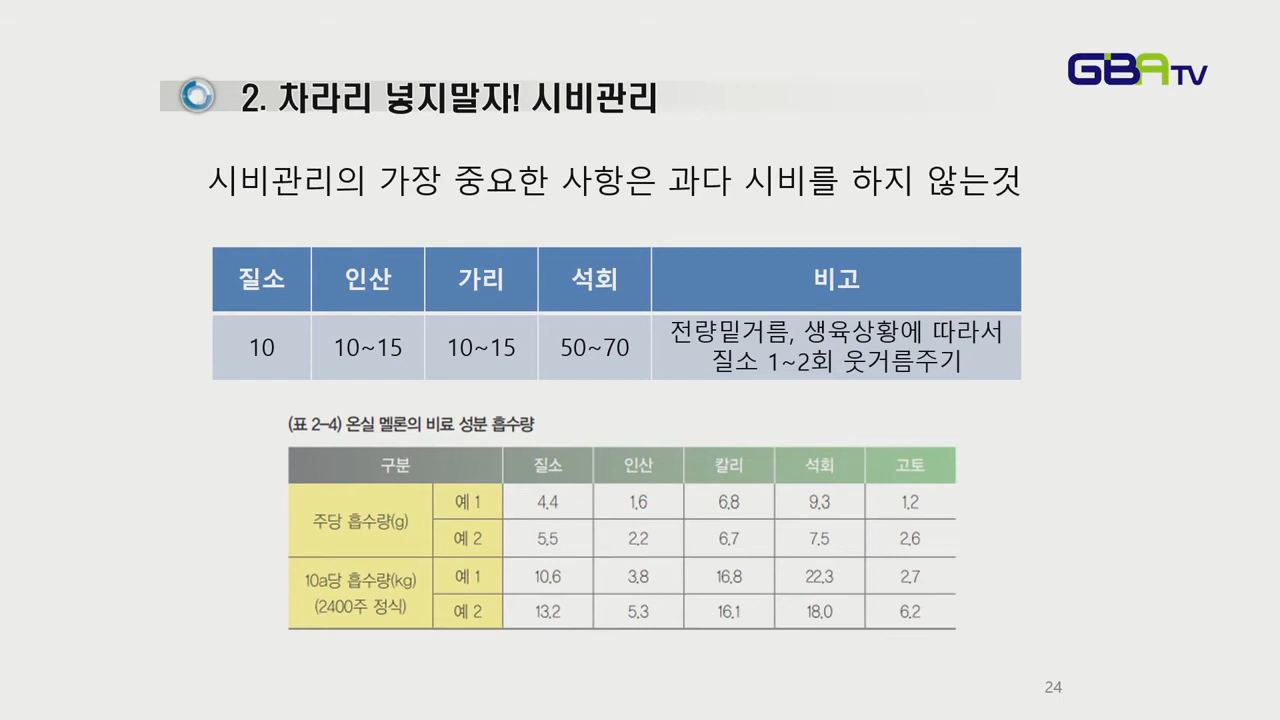 GBATV
2. 차라리 넣지말자! 시비관리
시비관리의 가장 중요한 사항은 과다 시비를 하지 않는것
질소 인산 가리 석회 비고
10 10~15 10~15 50~70 전량밑거름, 생육상황에 따라서
질소 1~2회 웃거름주기
(표 2-4) 온실 멜론의 비료 성분 흡수량
구분 질소 인산 칼리 석회 고토
주당 흡수량(g) 예 1 4.4 1.6 6.8 9.3 1.2
예 2 5.5 2.2 6.7 7.5 2.6
10a당 흡수량(kg) 예 1 10.6 3.8 16.8 22.3 2.7
(2400주 정식) 예 2 13.2 5.3 16.1 18.0 6.2
24